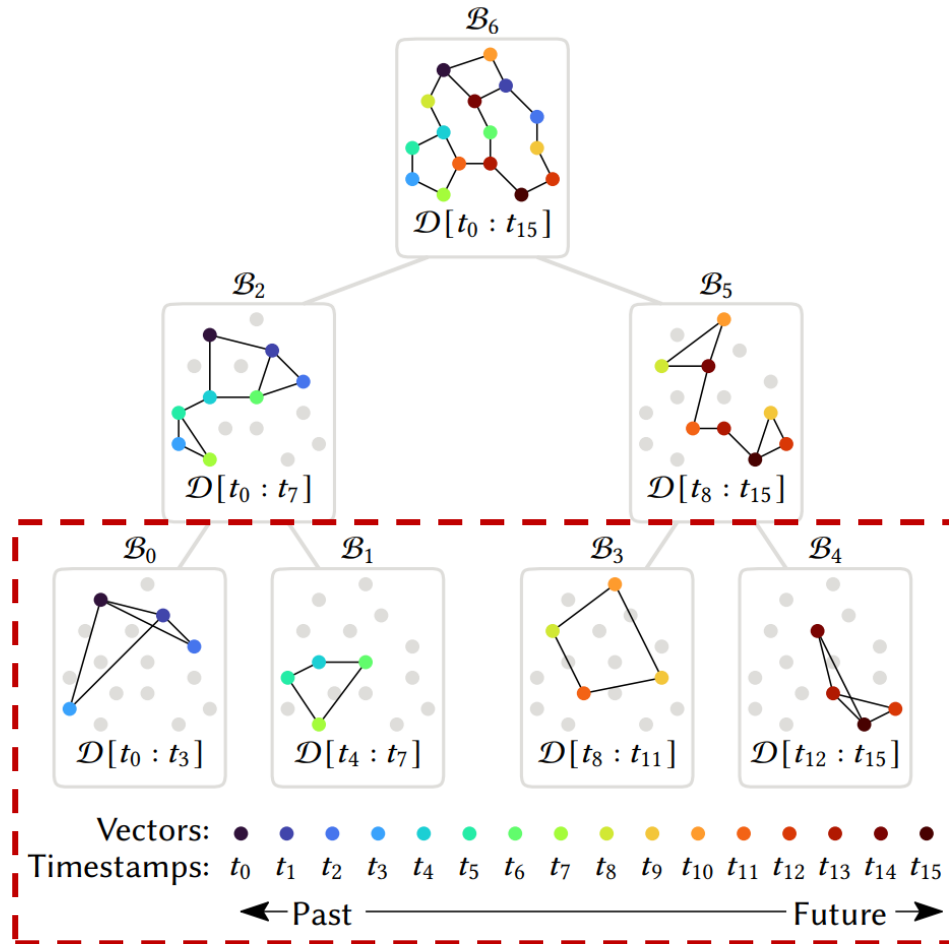 ℬ₆
𝒟[t₀ : t₁₅]
ℬ₂ ℬ₅
𝒟[t₀ : t₇] 𝒟[t₈ : t₁₅]
ℬ₀ ℬ₁ ℬ₃ ℬ₄
𝒟[t₀ : t₃] 𝒟[t₄ : t₇] 𝒟[t₈ : t₁₁] 𝒟[t₁₂ : t₁₅]
Vectors:
Timestamps: t₀ t₁ t₂ t₃ t₄ t₅ t₆ t₇ t₈ t₉ t₁₀ t₁₁ t₁₂ t₁₃ t₁₄ t₁₅
Past Future